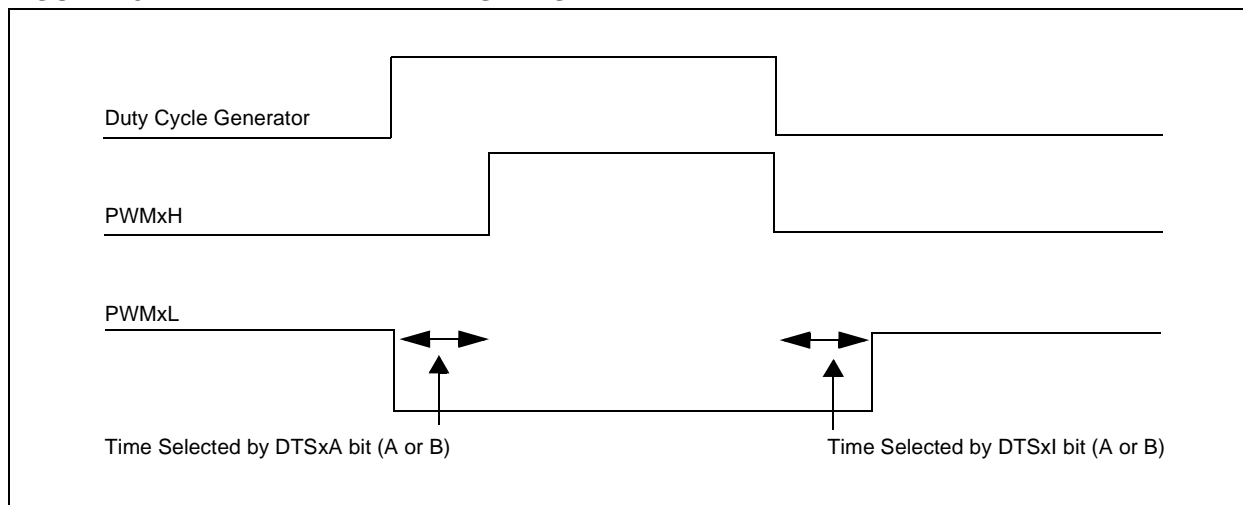 Duty Cycle Generator
PWMxH
PWMxL
Time Selected by DTSxA bit (A or B)
Time Selected by DTSxI bit (A or B)